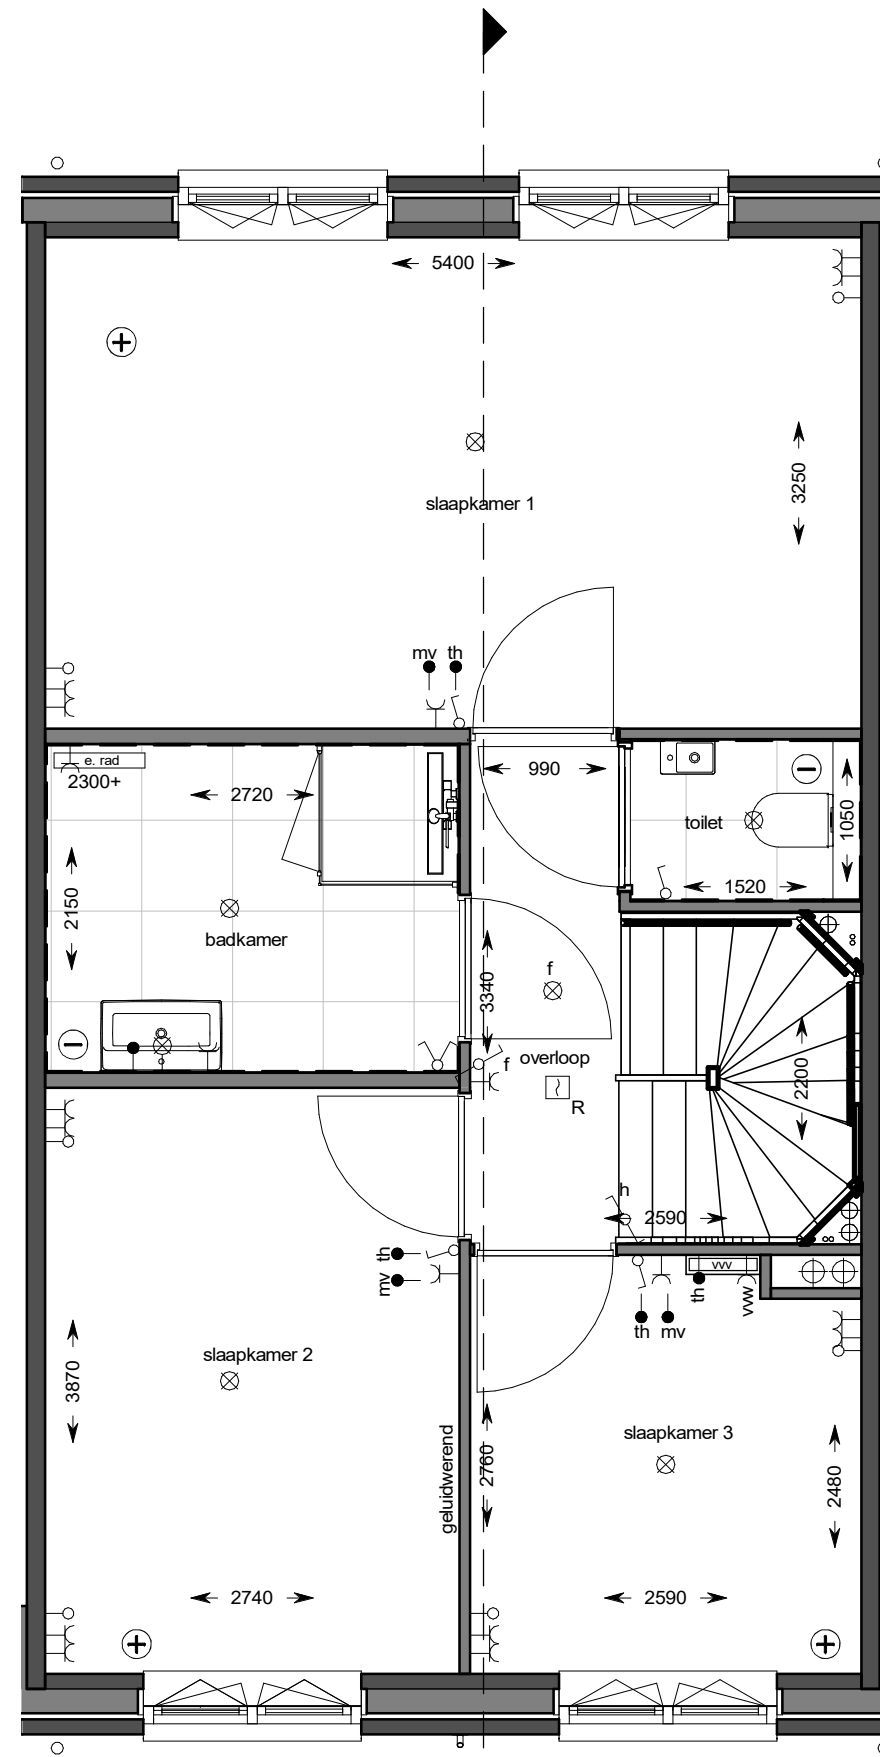 5400
3250
slaapkamer 1
mv th
e. rad
2300+
2720
990
toilet
1050
1520
2150
badkamer
3340
f
f
overloop
R
2200
h
2590
th
mv
vvv
th
vvv
th mv
slaapkamer 2
3870
geluidwerend
2760
slaapkamer 3
2480
2740
2590